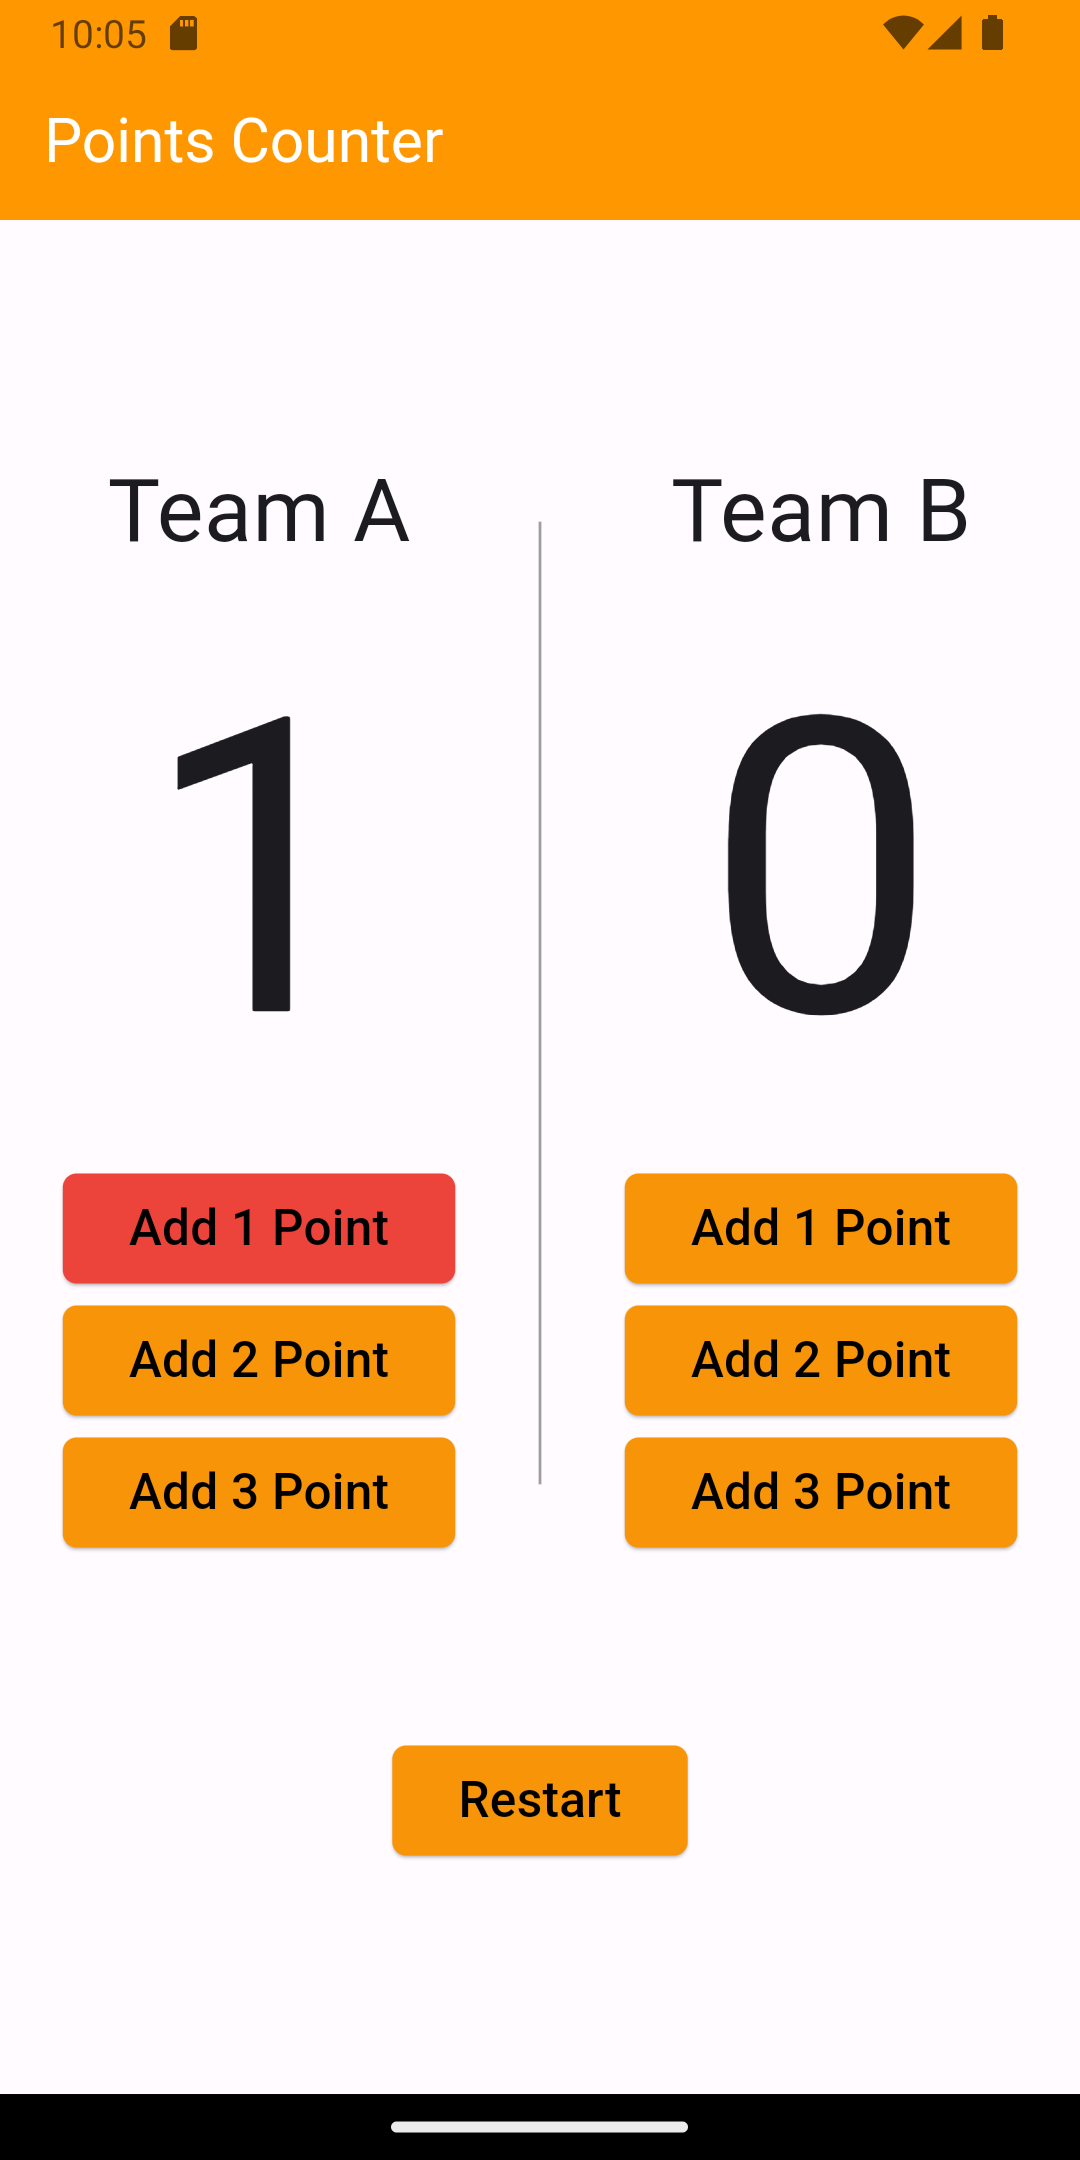 10:05
Points Counter
Team A
Team B
1
0
Add 1 Point
Add 1 Point
Add 2 Point
Add 2 Point
Add 3 Point
Add 3 Point
Restart